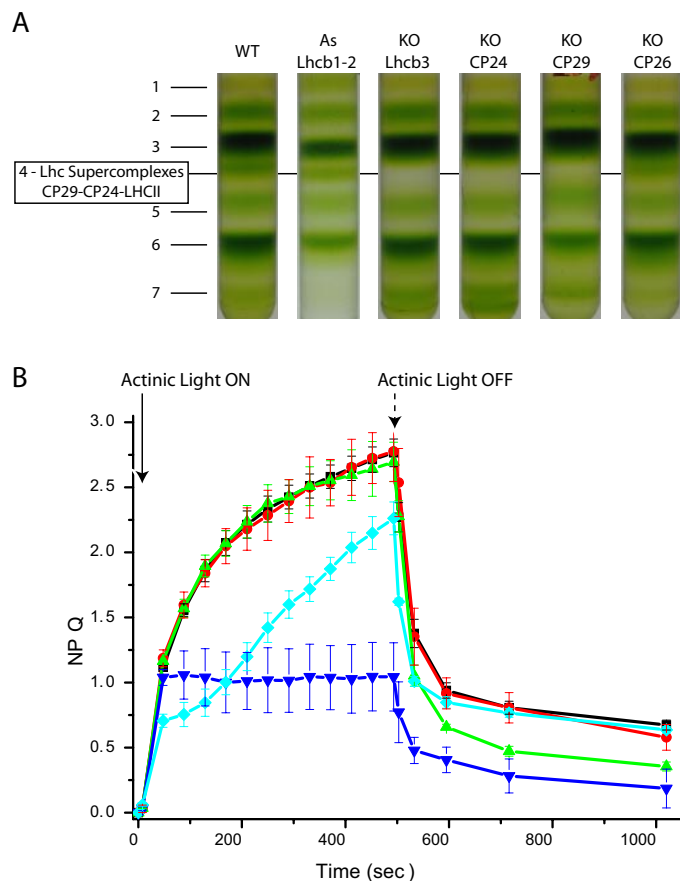 A
WT
As
Lhcb1-2
KO
Lhcb3
KO
CP24
KO
CP29
KO
CP26
1
2
3
4 - Lhc Supercomplexes
CP29-CP24-LHCII
5
6
7
B
Actinic Light ON
Actinic Light OFF
3.0
2.5
2.0
1.5
1.0
0.5
0.0
NP Q
0
200
400
600
800
1000
Time (sec)